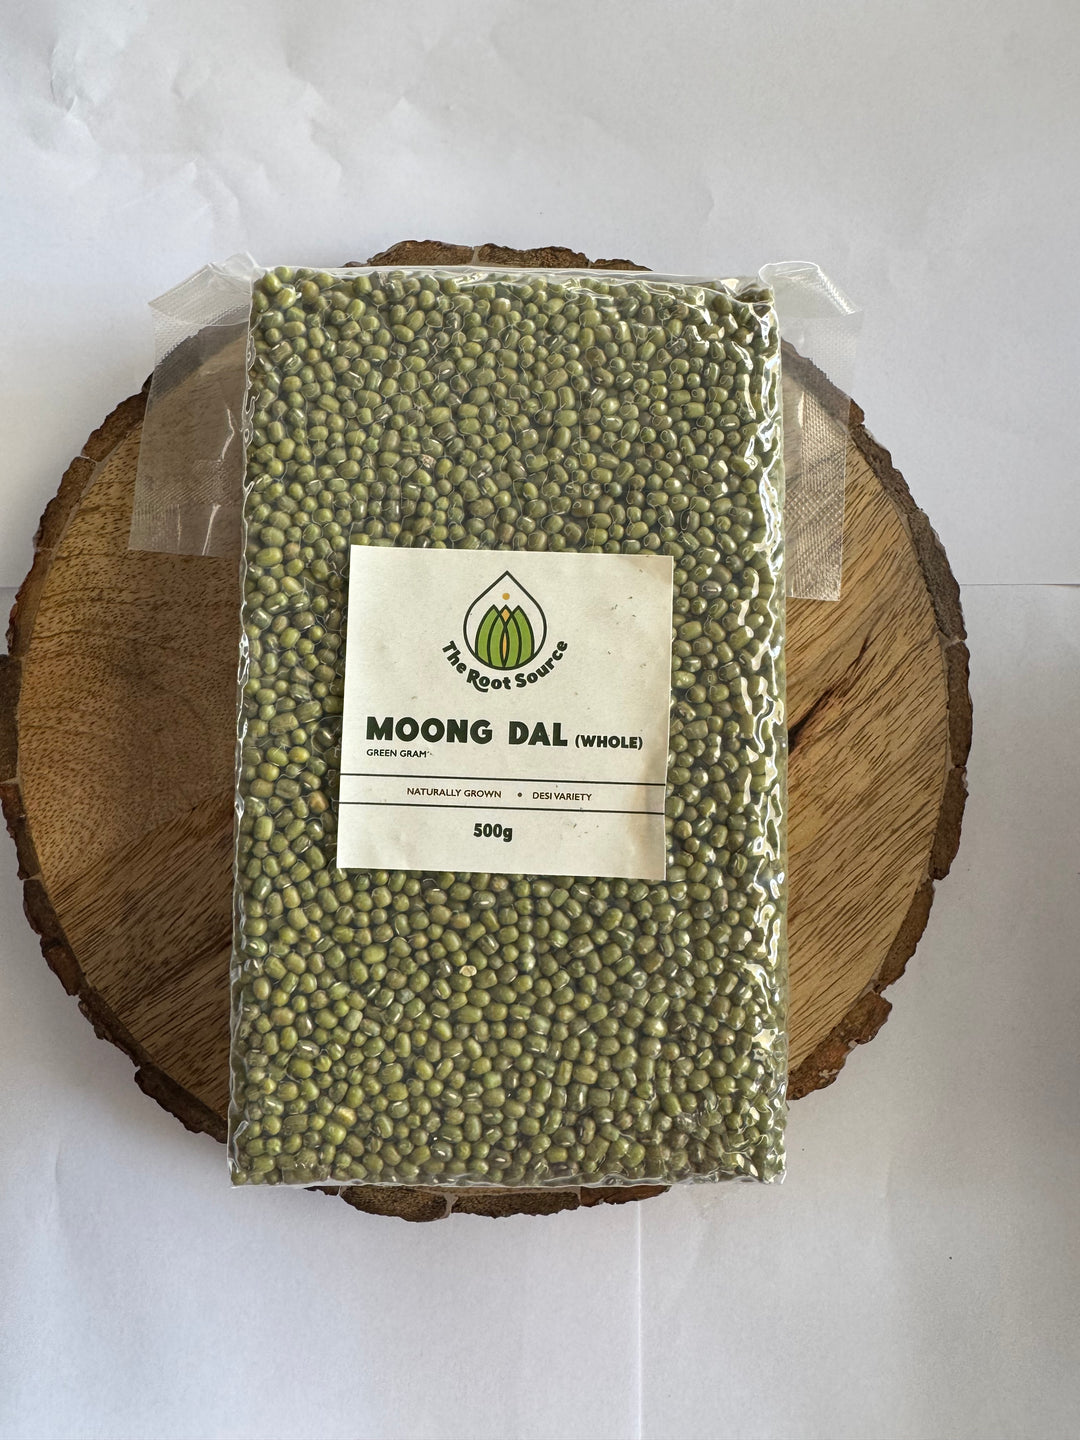 The Root Source
MOONG DAL (WHOLE)
GREEN GRAM
NATURALLY GROWN • DESI VARIETY
500g